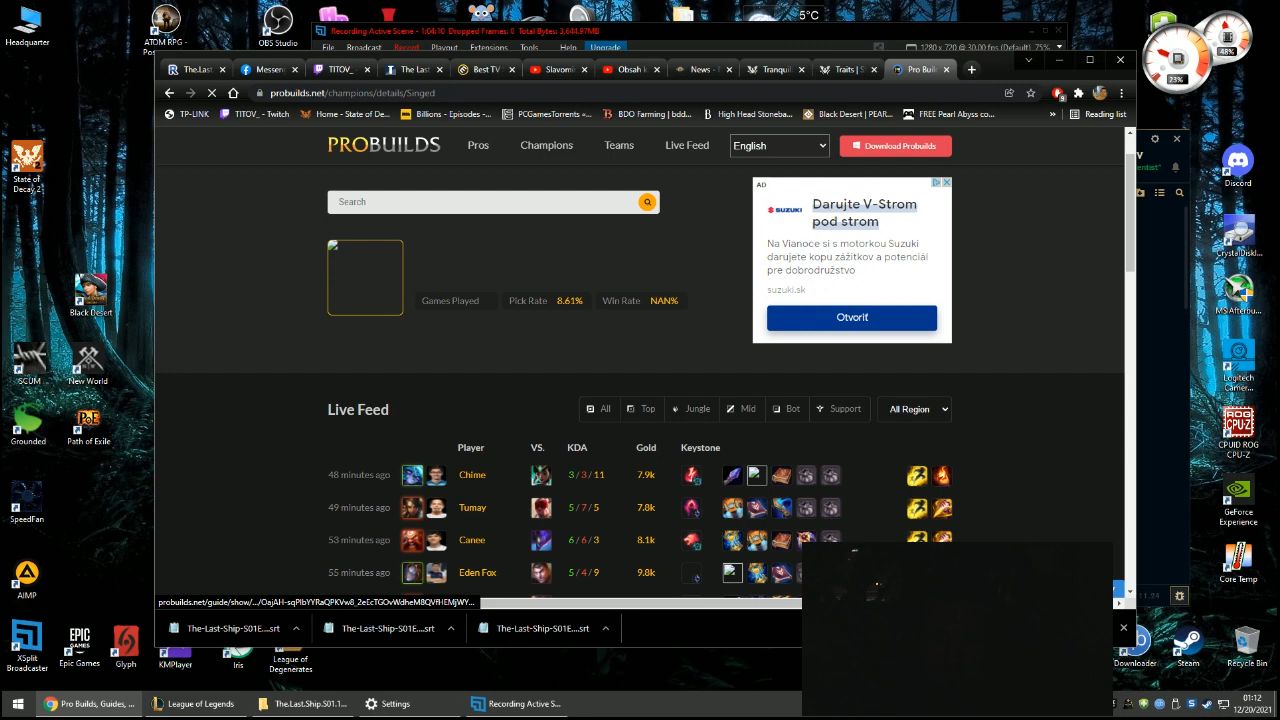 5°C
Recording Active Scene - 1:04:10 Dropped Frames: 0 Total Bytes: 3,644.97MB
File Broadcast Record Playout Extensions Tools Help Upgrade
1280 x 720 @ 30.00 fps (Default) 75%
Headquarter
ATOM RPG -
OBS Studio
48%
23%
The.Last.
Messen
TITOV_
The Last
Best TV
Slavomir
Obsah k
News -
Tranquil
Traits | S
Pro Buil
probuilds.net/champions/details/Singed
TP-LINK
TITOV_ - Twitch
Home - State of De...
Billions - Episodes -...
PCGamesTorrents «...
BDO Farming | bdd...
High Head Stoneba...
Black Desert | PEAR...
FREE Pearl Abyss co...
»
Reading list
PROBUILDS
Pros
Champions
Teams
Live Feed
English
Download Probuilds
Search
AD
SUZUKI
Darujte V-Strom
pod strom
Na Vianoce si s motorkou Suzuki
darujete kopu zážitkov a potenciál
pre dobrodružstvo
suzuki.sk
Otvoriť
Games Played
Pick Rate 8.61%
Win Rate NAN%
Live Feed
All
Top
Jungle
Mid
Bot
Support
All Region
Player VS. KDA Gold Keystone
48 minutes ago Chime 3 / 3 / 11 7.9k
49 minutes ago Tumay 5 / 7 / 5 7.8k
53 minutes ago Canee 6 / 6 / 3 8.1k
55 minutes ago Eden Fox 5 / 4 / 9 9.8k
probuilds.net/guide/show/.../OajAH-sqPlbYYRaQPKVw8_2eEcTGOvWdheM8QVfHEMjWY...
The-Last-Ship-S01E....srt
The-Last-Ship-S01E....srt
The-Last-Ship-S01E....srt
State of
Decay 2
Black Desert
SCUM
New World
Grounded
Path of Exile
SpeedFan
AIMP
XSplit
Broadcaster
Epic Games
Glyph
KMPlayer
Iris
League of
Degenerates
Discord
CrystalDiskI...
MSI Afterbu...
Logitech
Gamer...
CPUID ROG
CPU-Z
GeForce
Experience
Core Temp
Steam
Recycle Bin
Pro Builds, Guides, ...
League of Legends
The.Last.Ship.S01.1...
Settings
Recording Active S...
01:12
12/20/2021